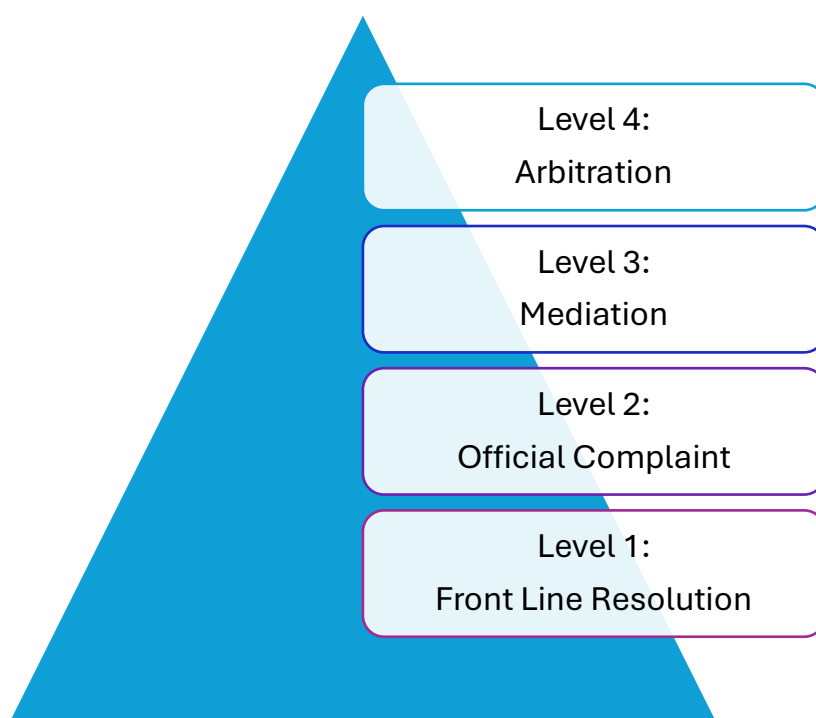 Level 4:
Arbitration
Level 3:
Mediation
Level 2:
Official Complaint
Level 1:
Front Line Resolution